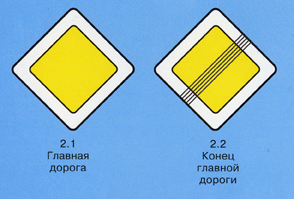 2.1
Главная
дорога
2.2
Конец
главной
дороги